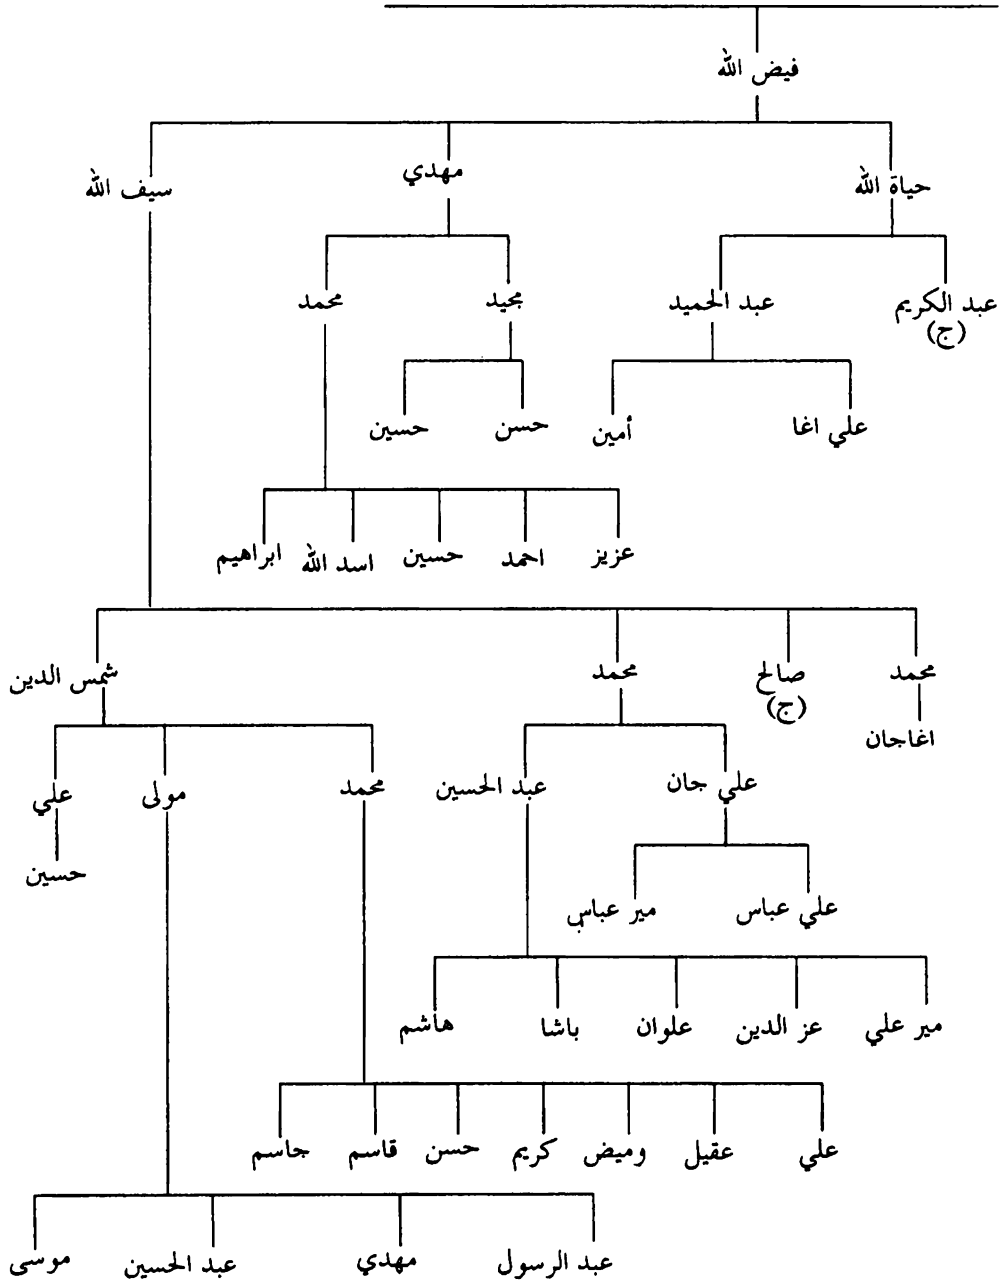 فيض الله
حياة الله
مهدي
سيف الله
عبد الكريم
(ج)
عبد الحميد
مجيد
محمد
علي اغا
أمين
حسن
حسين
عزيز
احمد
حسين
اسد الله
ابراهيم
محمد
صالح
(ج)
محمد
شمس الدين
اغاجان
علي جان
عبد الحسين
محمد
مولى
علي
حسين
علي عباس
مير عباس
مير علي
عز الدين
علوان
باشا
هاشم
علي
عقيل
وميض
كريم
حسن
قاسم
جاسم
عبد الرسول
مهدي
عبد الحسين
موسى